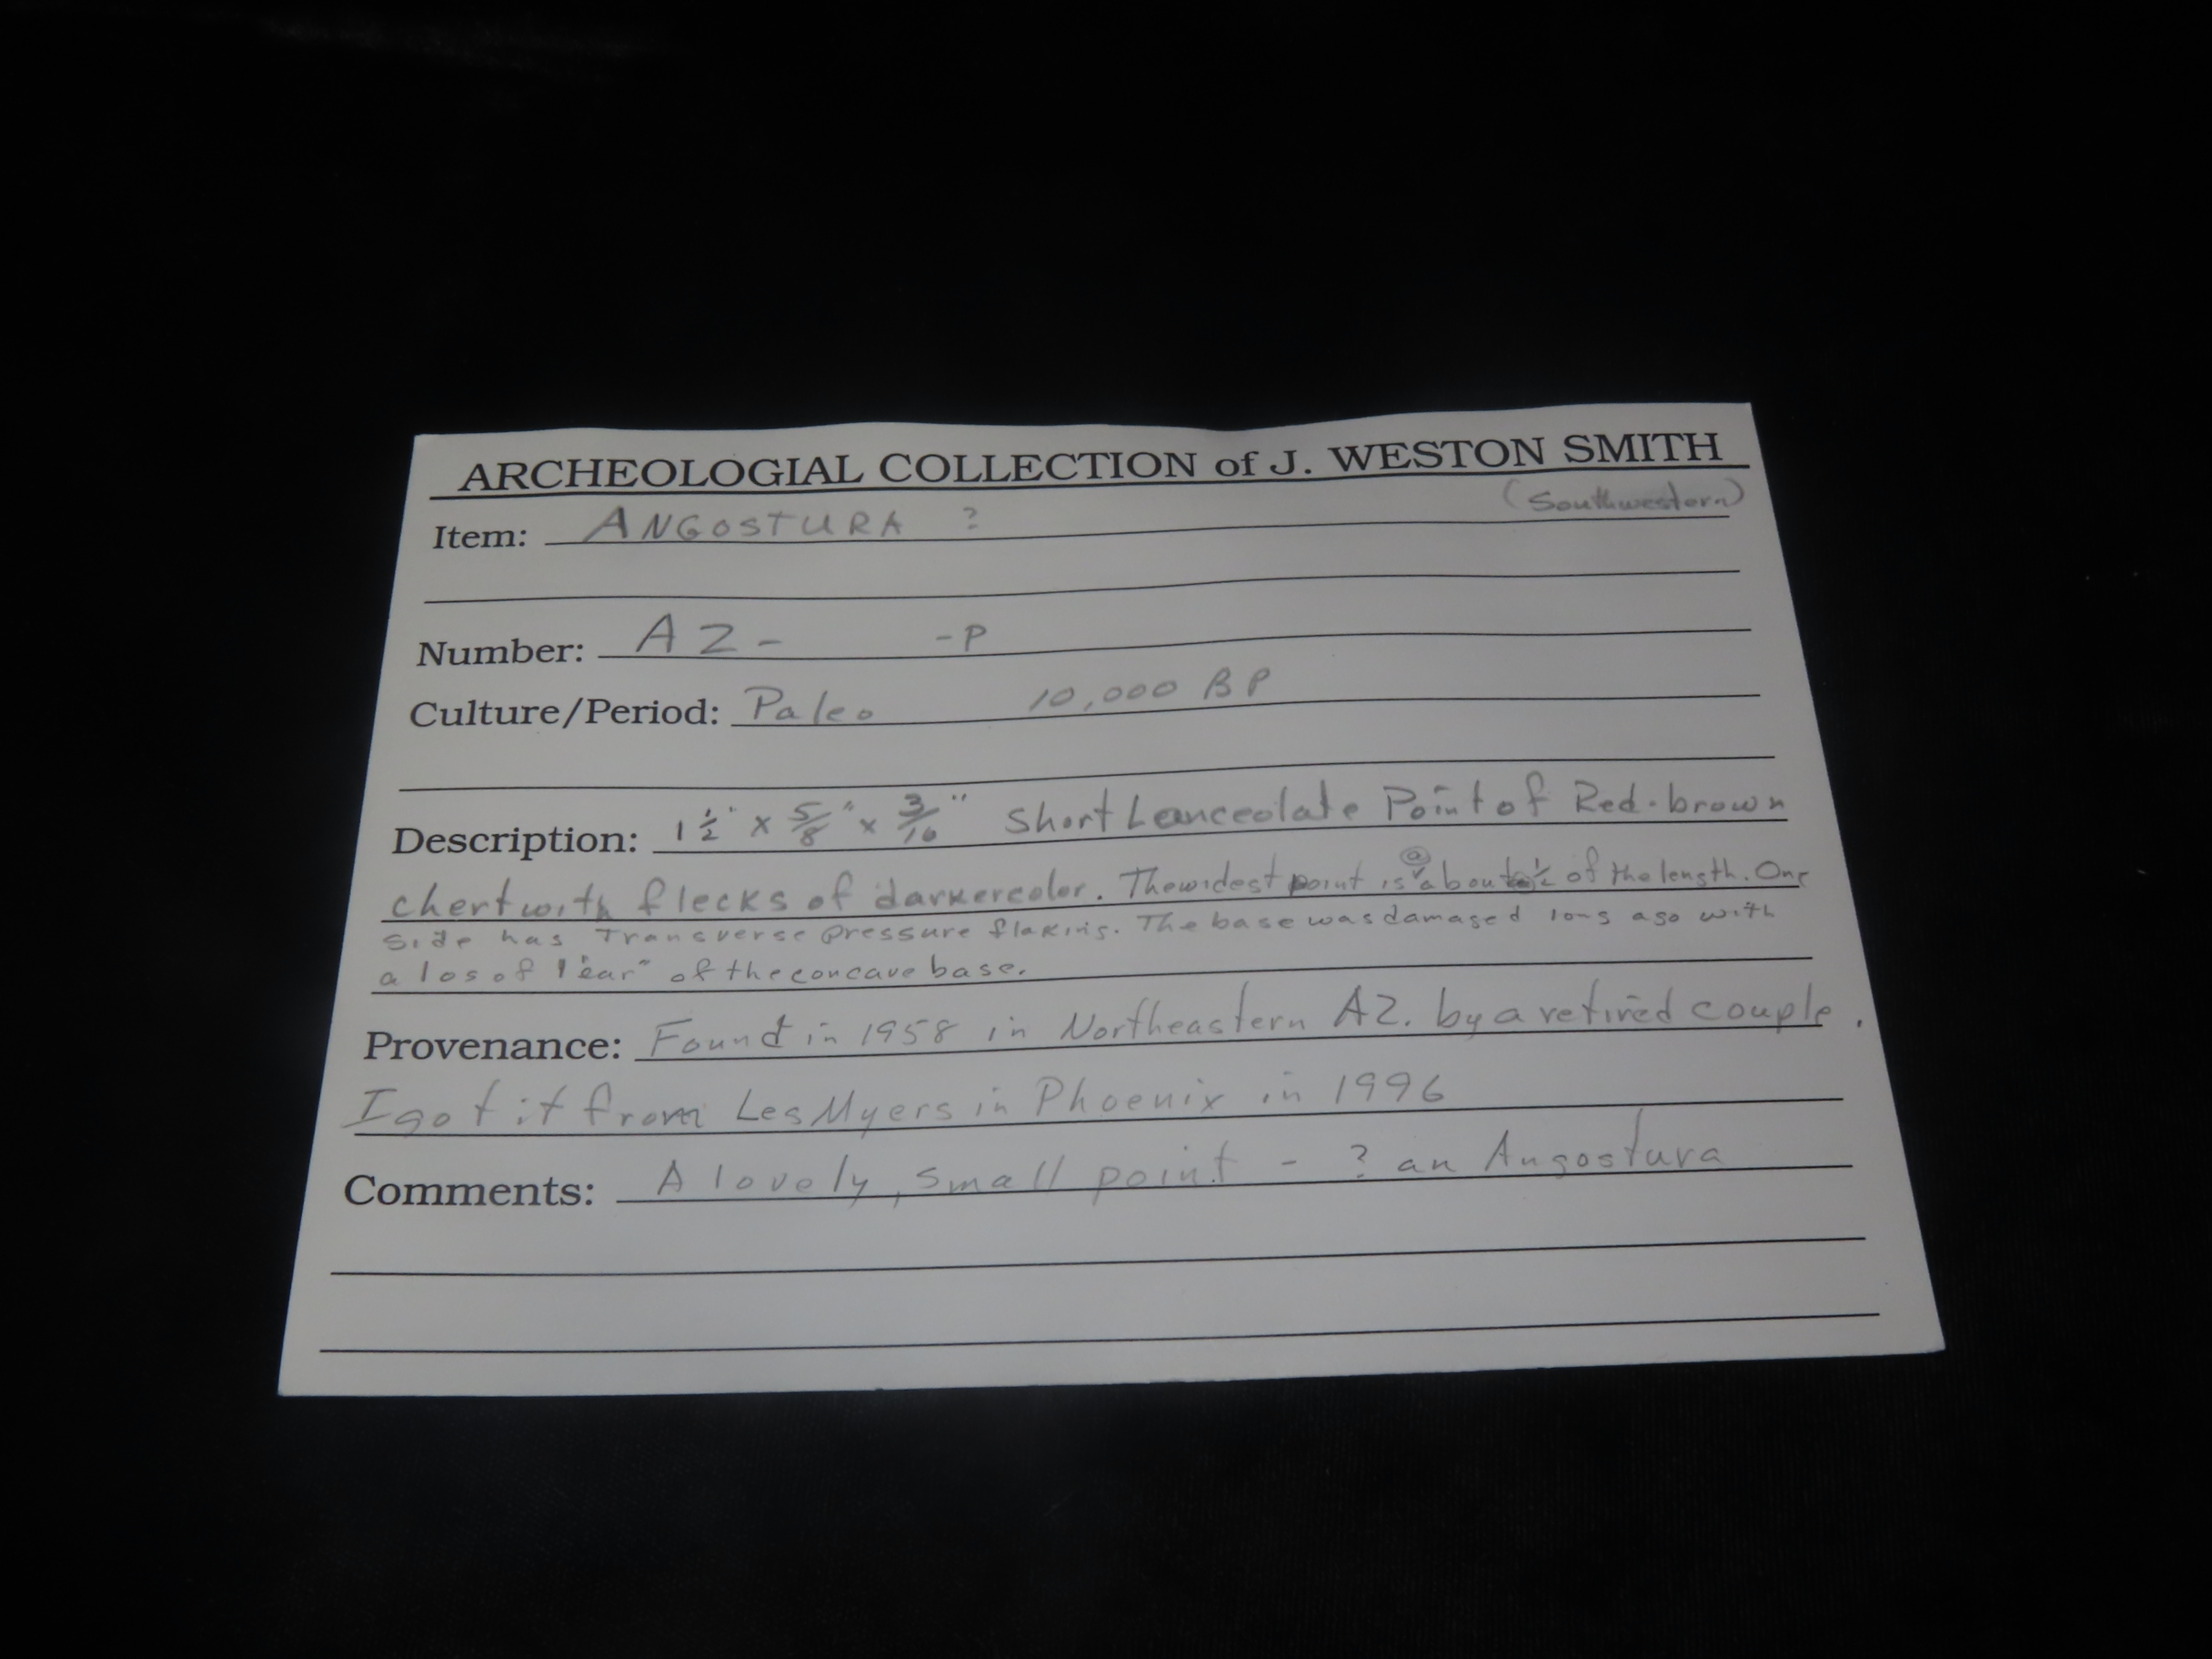 ARCHEOLOGIAL COLLECTION of J. WESTON SMITH
(Southwestern)
Item: ANGOSTURA ?
Number: AZ- -P
Culture/Period: Paleo 10,000 BP
Description: 1 1/2" x 5/8" x 3/16" Short Lanceolate Point of Red-brown
chert with flecks of darker color. The widest point is @ about 1/2 of the length. One
side has Transverse pressure flaking. The base was damaged long ago with
a los of 1 "ear" of the concave base.
Provenance: Found in 1958 in Northeastern AZ. by a retired couple.
I got it from Les Myers in Phoenix in 1996
Comments: A lovely, small point - ? an Angostura